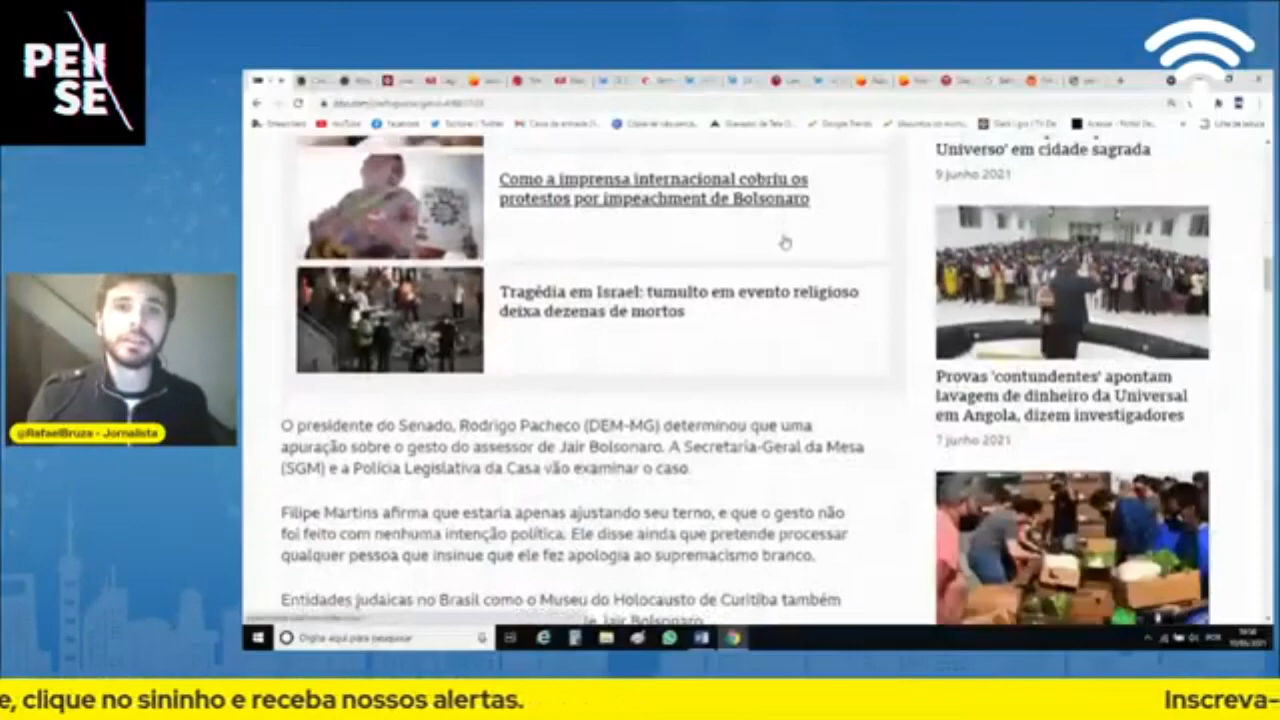 PEN
SE
Google Trends
Universo' em cidade sagrada
9 junho 2021
Como a imprensa internacional cobriu os
protestos por impeachment de Bolsonaro
Tragédia em Israel: tumulto em evento religioso
deixa dezenas de mortos
Provas 'contundentes' apontam
lavagem de dinheiro da Universal
em Angola, dizem investigadores
7 junho 2021
O presidente do Senado, Rodrigo Pacheco (DEM-MG) determinou que uma
apuração sobre o gesto do assessor de Jair Bolsonaro. A Secretaria-Geral da Mesa
(SGM) e a Polícia Legislativa da Casa vão examinar o caso.
Filipe Martins afirma que estaria apenas ajustando seu terno, e que o gesto não
foi feito com nenhuma intenção política. Ele disse ainda que pretende processar
qualquer pessoa que insinue que ele fez apologia ao supremacismo branco.
Entidades judaicas no Brasil como o Museu do Holocausto de Curitiba também
Jair Bolsonaro
@RafaelBruza - Jornalista
Digite aqui para pesquisar
e, clique no sininho e receba nossos alertas.
Inscreva-